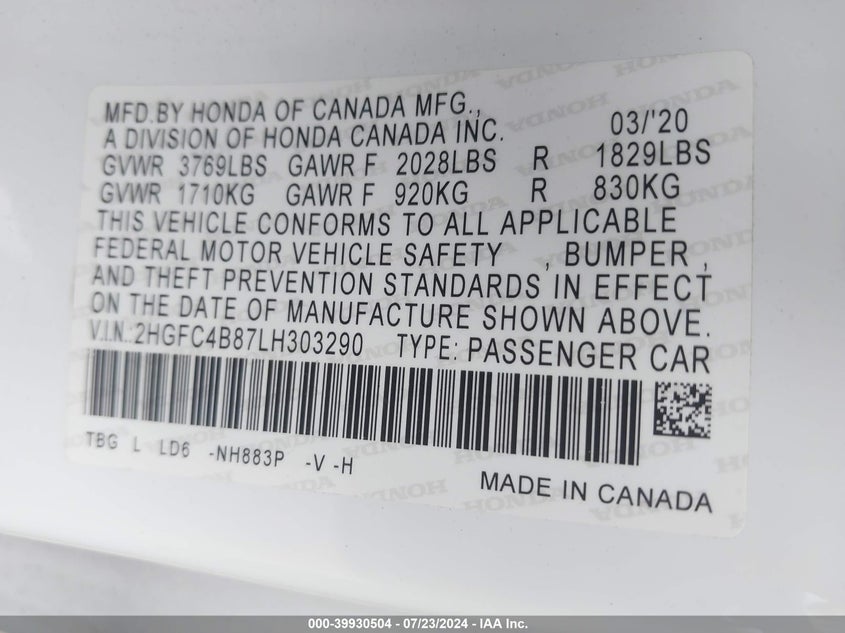 MFD.BY HONDA OF CANADA MFG.,
A DIVISION OF HONDA CANADA INC. 03/'20
GVWR 3769LBS GAWR F 2028LBS R 1829LBS
GVWR 1710KG GAWR F 920KG R 830KG
THIS VEHICLE CONFORMS TO ALL APPLICABLE
FEDERAL MOTOR VEHICLE SAFETY , BUMPER ,
AND THEFT PREVENTION STANDARDS IN EFFECT
ON THE DATE OF MANUFACTURE SHOWN ABOVE.
V.I.N.:2HGFC4B87LH303290 TYPE: PASSENGER CAR
TBG L LD6 -NH883P -V -H
MADE IN CANADA
000-39930504 - 07/23/2024 - IAA Inc.